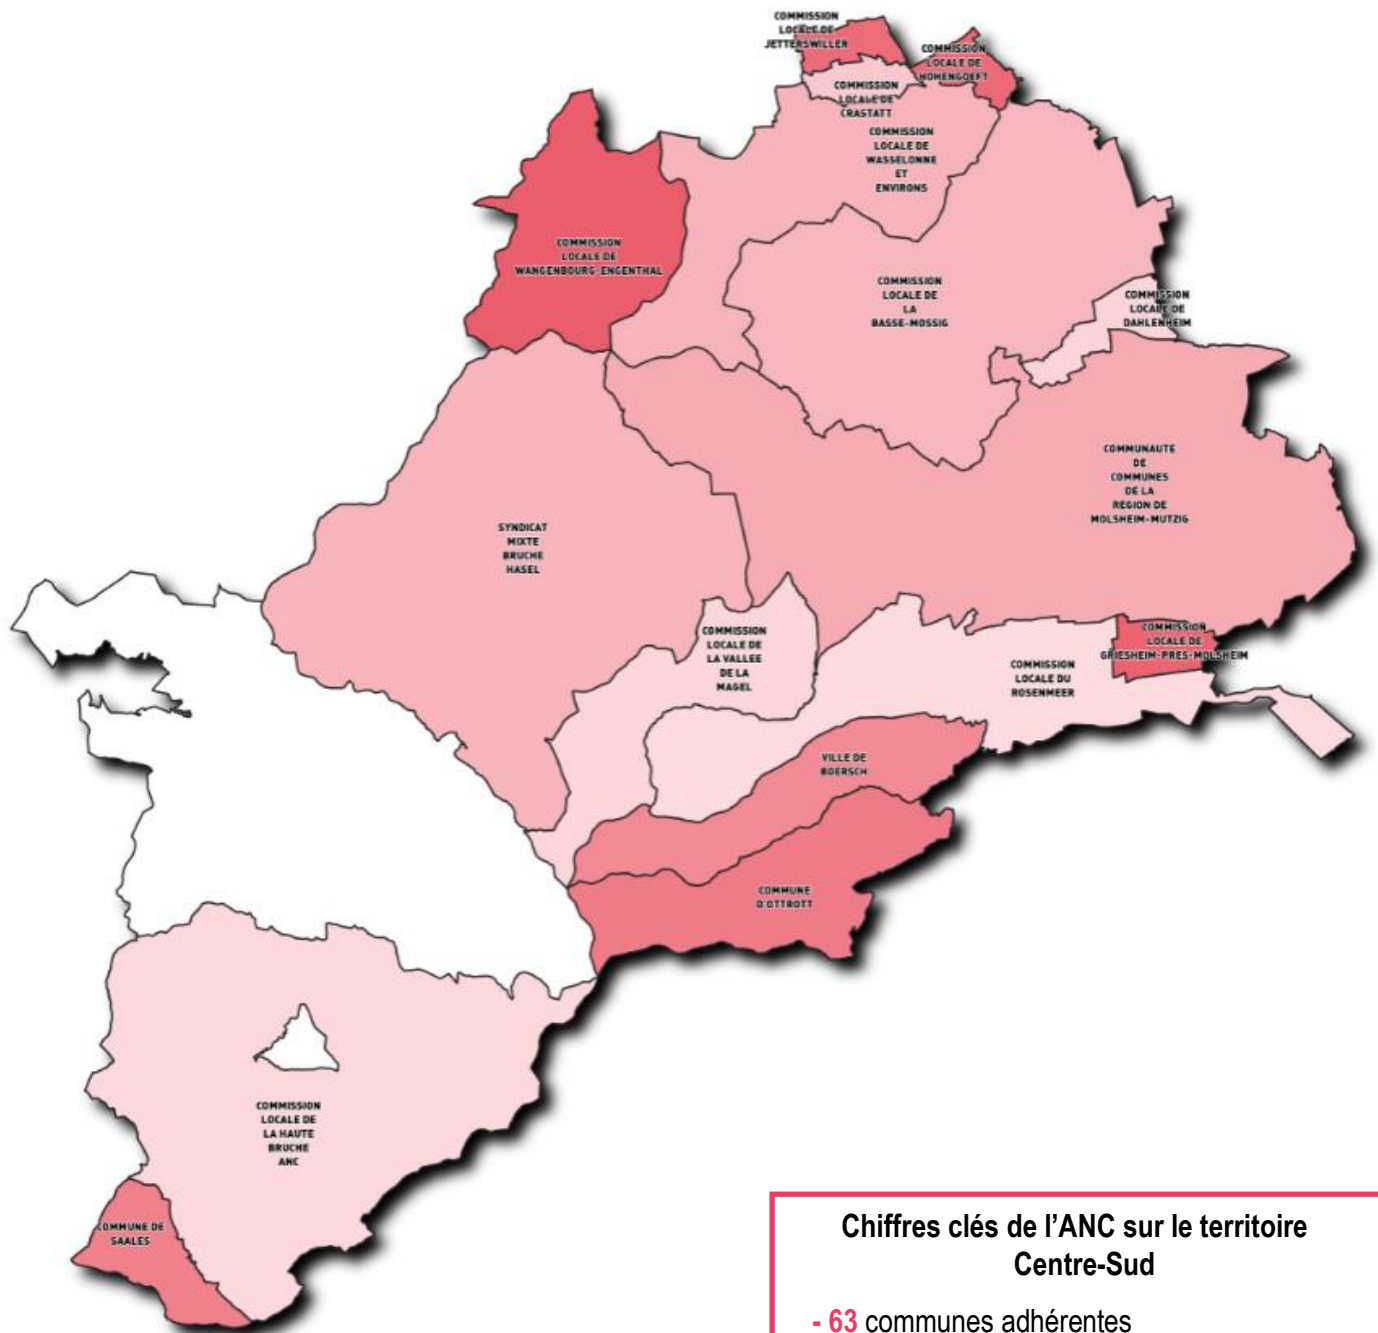 COMMISSION
LOCALE DE
JETTERSWILLER
COMMISSION
LOCALE DE
HOHENGOEFT
COMMISSION
LOCALE DE
CRASTATT
COMMISSION
LOCALE DE
WASSELONNE
ET
ENVIRONS
COMMISSION
LOCALE DE
WANGENBOURG-ENGENTHAL
COMMISSION
LOCALE DE
LA
BASSE-MOSSIG
COMMISSION
LOCALE DE
DAHLENHEIM
COMMUNAUTE
DE
COMMUNES
DE LA
REGION DE
MOLSHEIM-MUTZIG
SYNDICAT
MIXTE
BRUCHE
HASEL
COMMISSION
LOCALE DE
LA VALLEE
DE LA
MAGEL
COMMISSION
LOCALE DE
GRIESHEIM-PRES-MOLSHEIM
COMMISSION
LOCALE DU
ROSENMEER
VILLE DE
BOERSCH
COMMUNE
D'OTTROTT
COMMISSION
LOCALE DE
LA HAUTE
BRUCHE
ANC
COMMUNE DE
SAALES
Chiffres clés de l'ANC sur le territoire
Centre-Sud
- 63 communes adhérentes